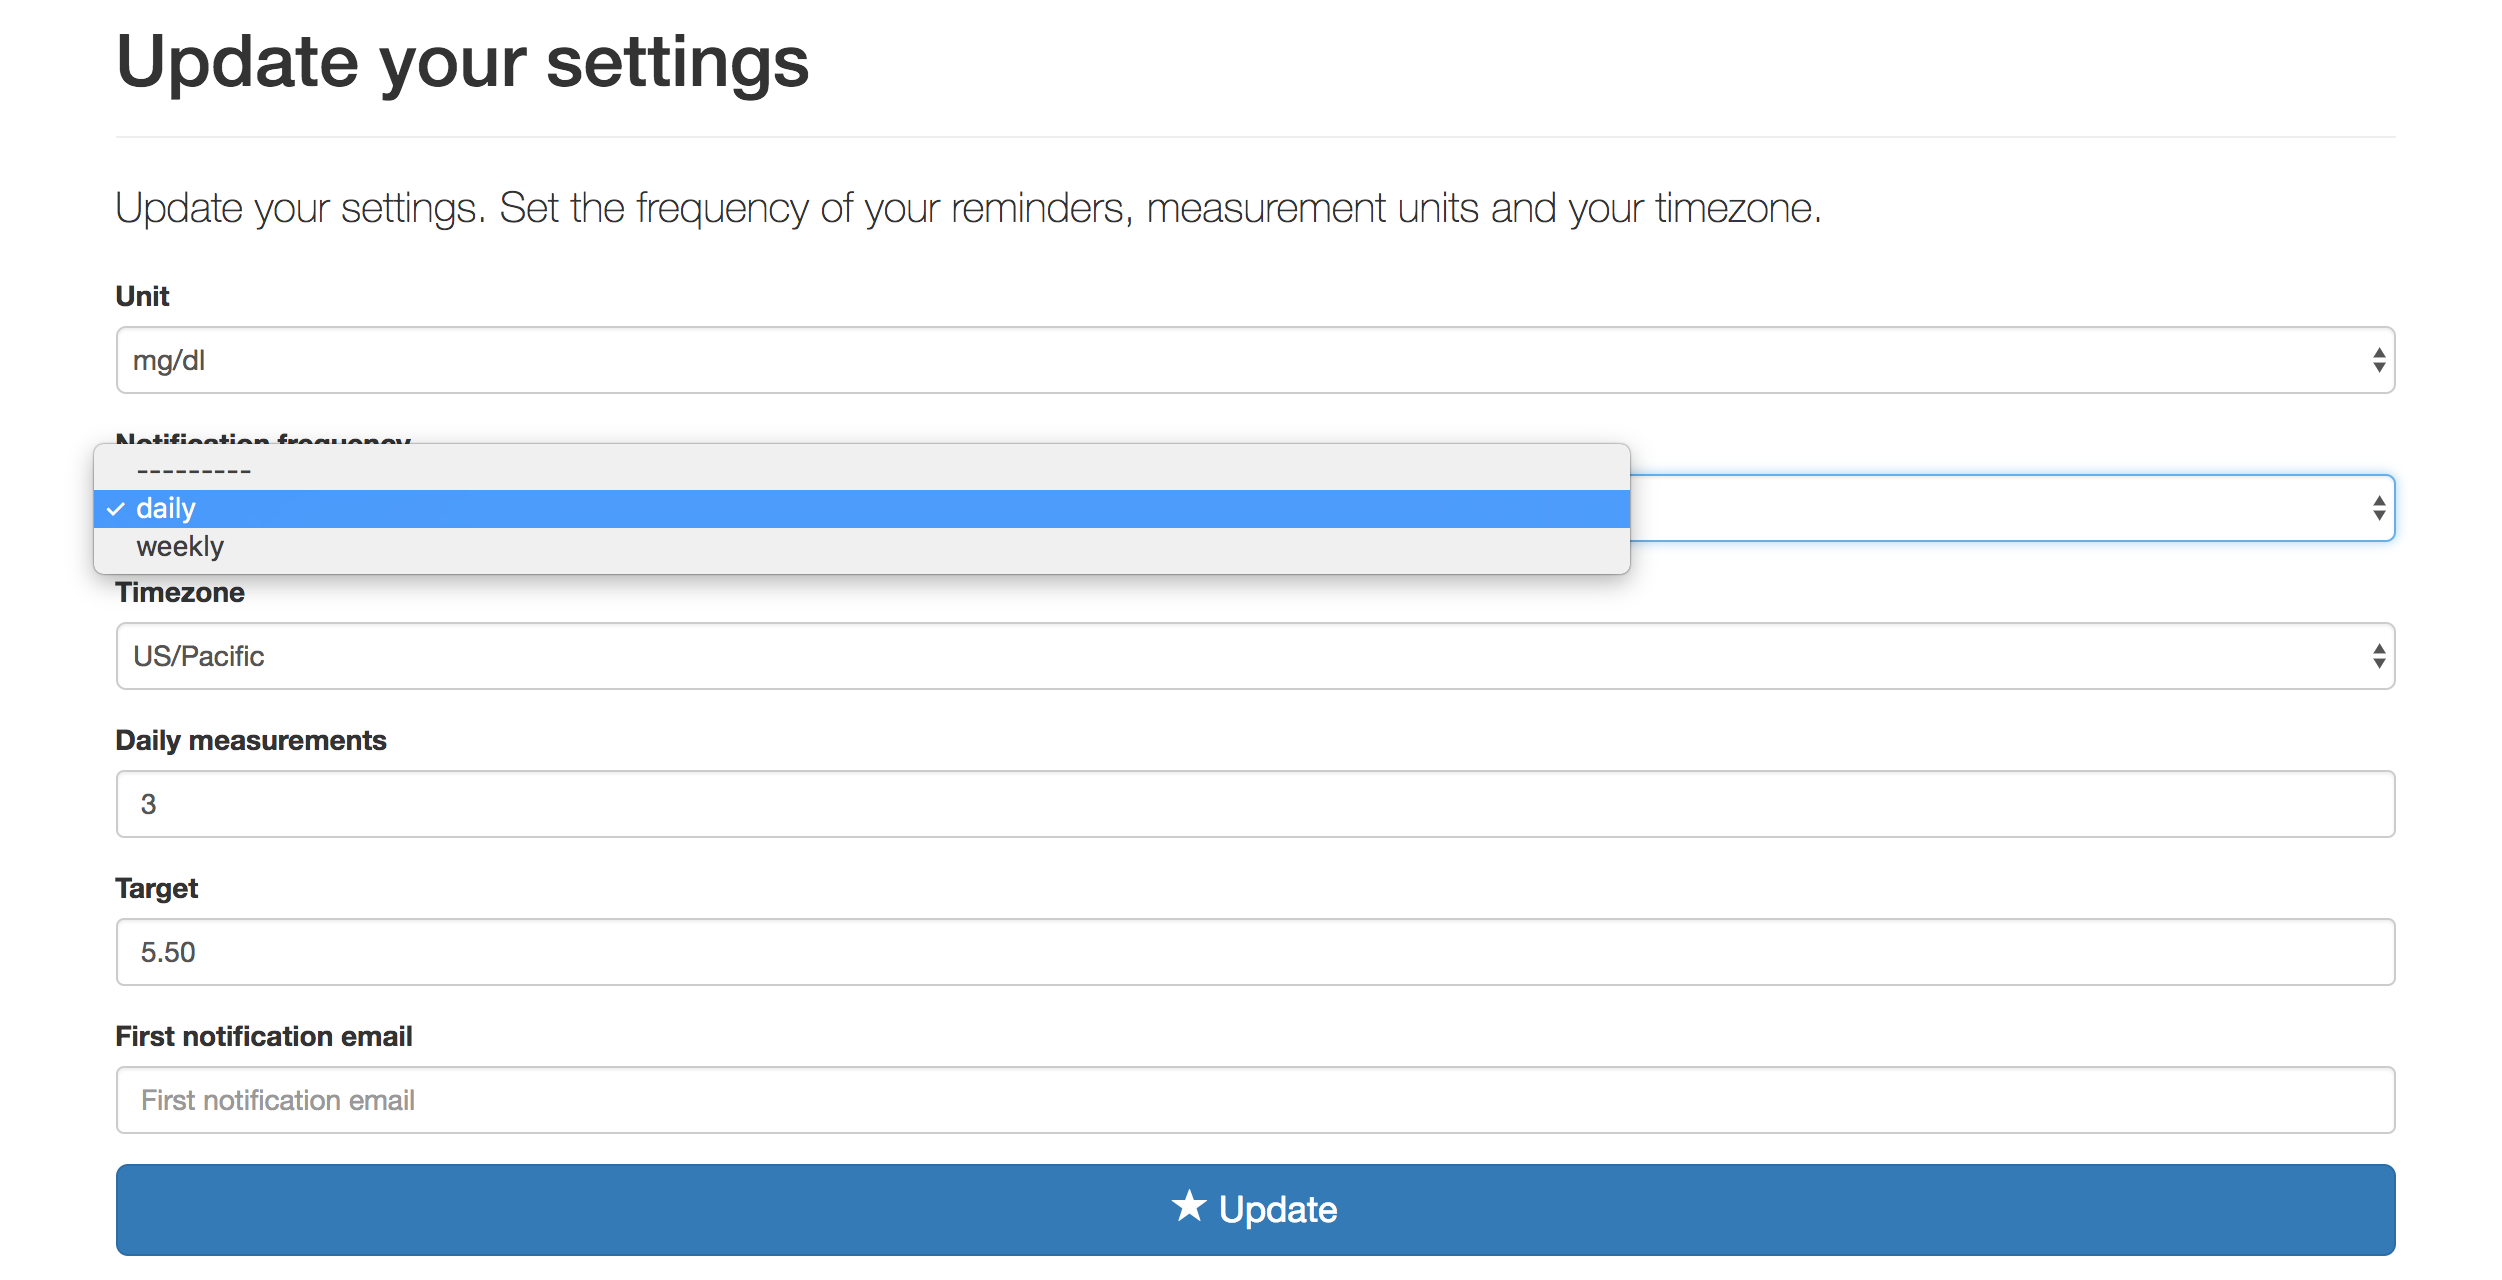 Update your settings
Update your settings. Set the frequency of your reminders, measurement units and your timezone.
Unit
mg/dl
Notification frequency
---------
daily
weekly
Timezone
US/Pacific
Daily measurements
3
Target
5.50
First notification email
First notification email
Update